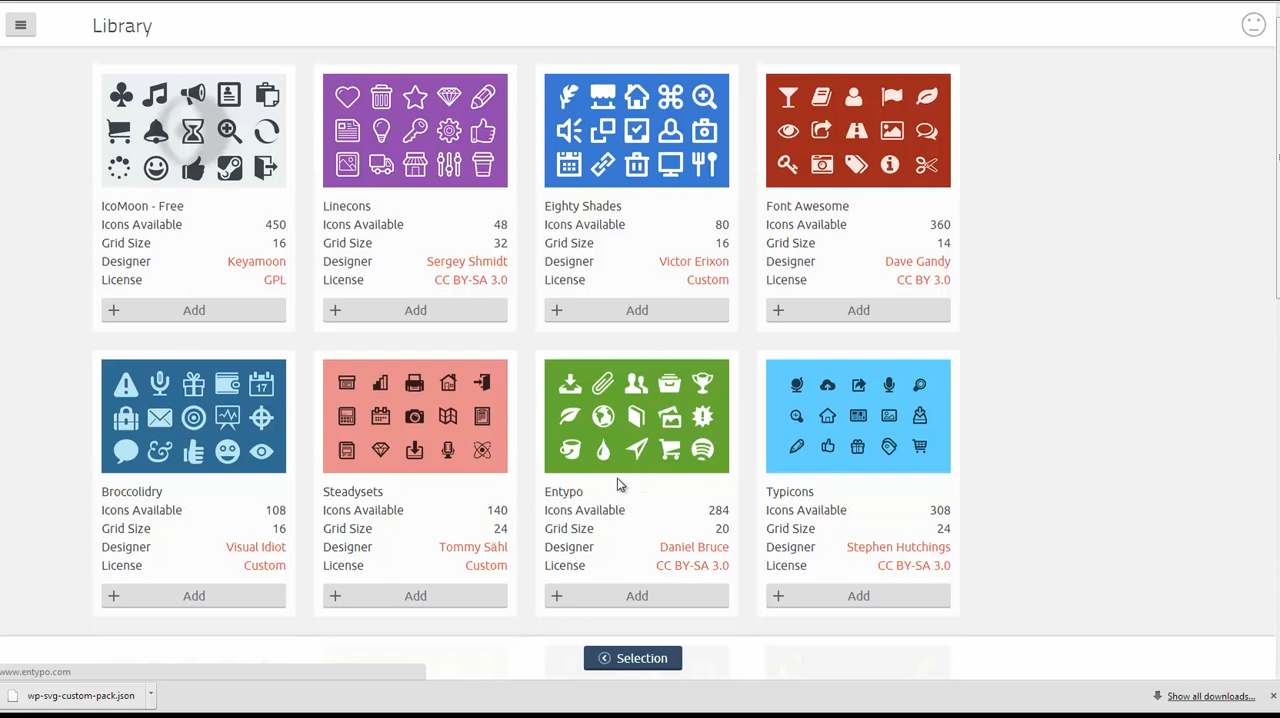 Library
IcoMoon - Free
Icons Available 450
Grid Size 16
Designer Keyamoon
License GPL
Add
Linecons
Icons Available 48
Grid Size 32
Designer Sergey Shmidt
License CC BY-SA 3.0
Add
Eighty Shades
Icons Available 80
Grid Size 16
Designer Victor Erixon
License Custom
Add
Font Awesome
Icons Available 360
Grid Size 14
Designer Dave Gandy
License CC BY 3.0
Add
17
Broccolidry
Icons Available 108
Grid Size 16
Designer Visual Idiot
License Custom
Add
Steadysets
Icons Available 140
Grid Size 24
Designer Tommy Sähl
License Custom
Add
Entypo
Icons Available 284
Grid Size 20
Designer Daniel Bruce
License CC BY-SA 3.0
Add
Typicons
Icons Available 308
Grid Size 24
Designer Stephen Hutchings
License CC BY-SA 3.0
Add
Selection
www.entypo.com
wp-svg-custom-pack.json
Show all downloads...